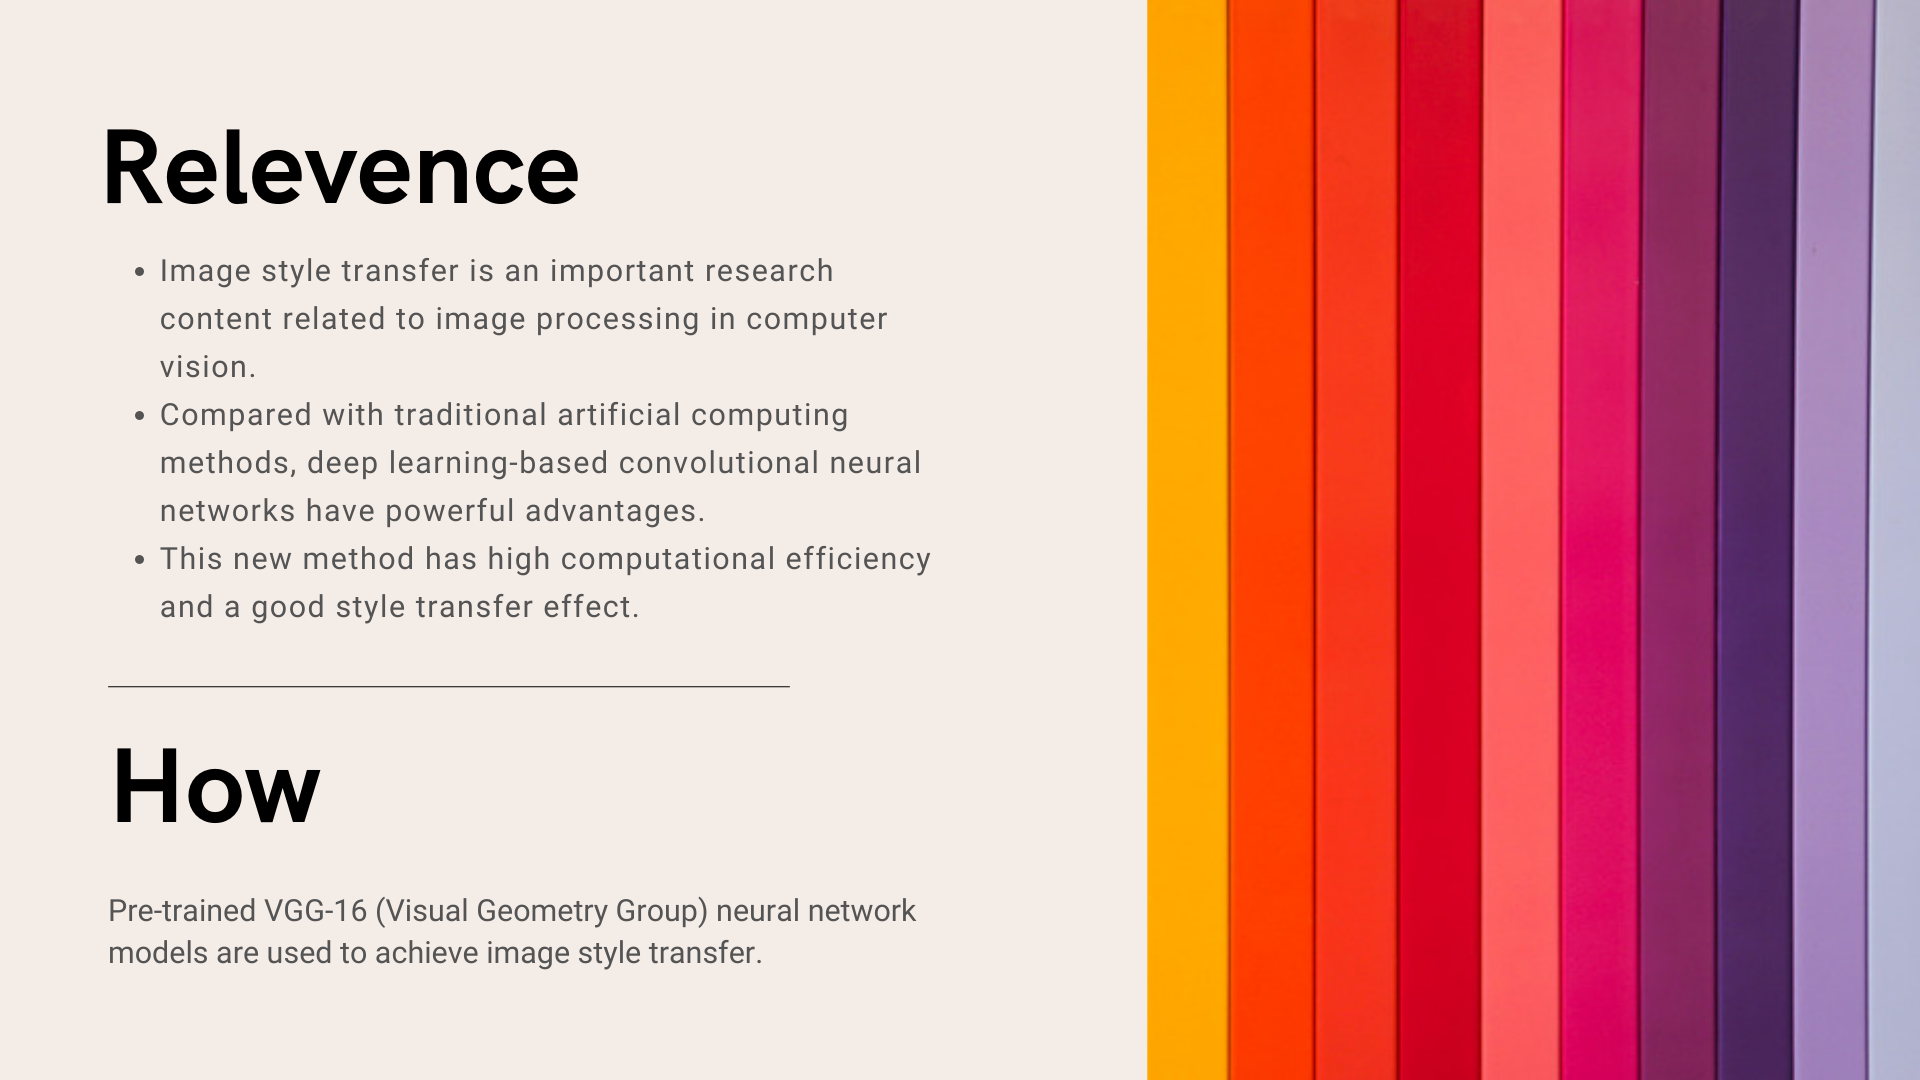 Relevence
• Image style transfer is an important research
content related to image processing in computer
vision.
• Compared with traditional artificial computing
methods, deep learning-based convolutional neural
networks have powerful advantages.
• This new method has high computational efficiency
and a good style transfer effect.
How
Pre-trained VGG-16 (Visual Geometry Group) neural network
models are used to achieve image style transfer.